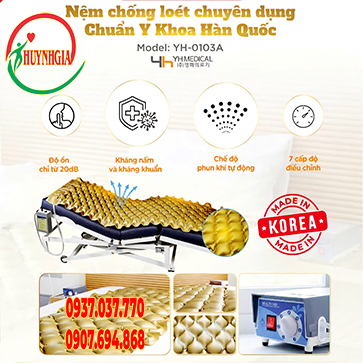 Nệm chống loét chuyên dụng
Chuẩn Y Khoa Hàn Quốc
HUYNHGIA
Model: YH-0103A
YH MEDICAL
Độ ồn
chỉ từ 20dB
Kháng nấm
và kháng khuẩn
Chế độ
phun khí tự động
7 cấp độ
điều chỉnh
MADE IN
KOREA
MADE IN
0937.037.770
0907.694.868